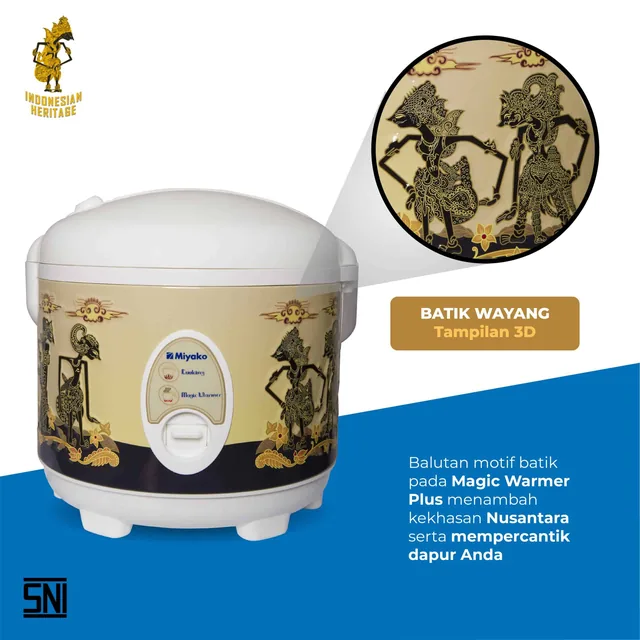 INDONESIAN
HERITAGE
BATIK WAYANG
Tampilan 3D
Miyako
Cooking
Magic Warmer
Balutan motif batik
pada Magic Warmer
Plus menambah
kekhasan Nusantara
serta mempercantik
dapur Anda
SNI